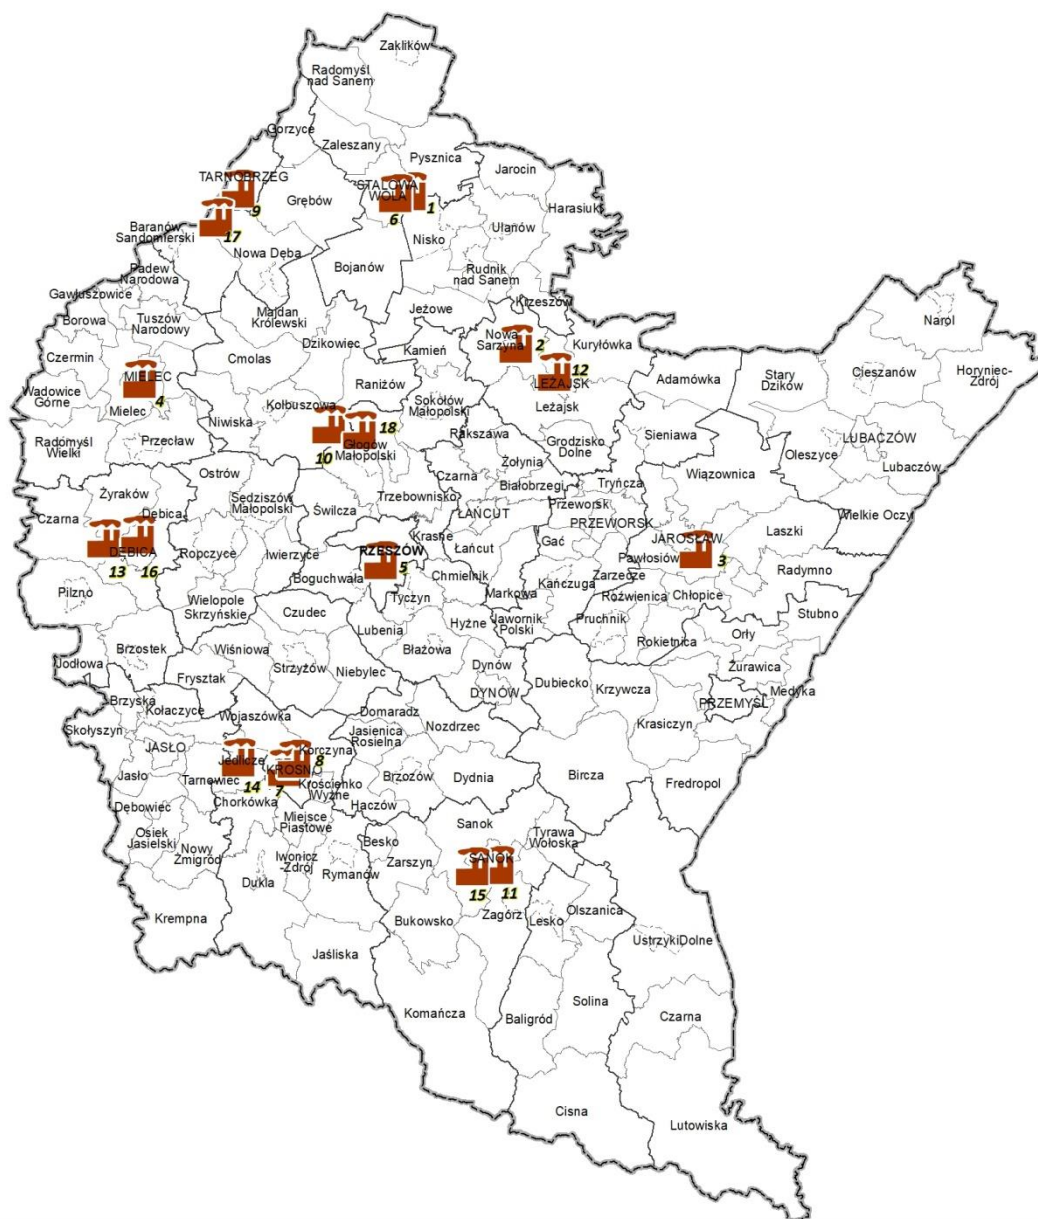 Zaklików
Radomyśl
nad Sanem
Gorzyce
Zaleszany
Pysznica
Jarocin
TARNOBRZEG
STALOWA
WOLA
Grębów
Harasiuki
9
6
1
Ulanów
Baranów
Sandomierski
17
Nisko
Nowa Dęba
Bojanów
Rudnik
nad Sanem
Padew
Narodowa
Gawłuszowice
Krzeszów
Borowa
Tuszów
Narodowy
Majdan
Królewski
Jeżowe
Narol
Nowa
Sarzyna
2
Kuryłówka
Dzikowiec
Kamień
Czermin
Cmolas
12
Adamówka
Stary
Dzików
Cieszanów
Horyniec-
Zdrój
MIELEC
LEŻAJSK
Wadowice
Górne
4
Raniżów
Sokołów
Małopolski
Leżajsk
Mielec
Kolbuszowa
Niwiska
18
Rakszawa
Grodzisko
Dolne
Sieniawa
Oleszyce
LUBACZÓW
Radomyśl
Wielki
Przecław
Głogów
Małopolski
10
Lubaczów
Żołynia
Wiązownica
Ostrów
Czarna
Białobrzegi
Tryńcza
Żyraków
Sędziszów
Małopolski
Trzebownisko
Przeworsk
Czarna
Dębica
Świlcza
ŁAŃCUT
PRZEWORSK
Wielkie Oczy
Krasne
Laszki
DĘBICA
Ropczyce
Iwierzyce
RZESZÓW
Łańcut
Gać
JAROSŁAW
Pawłosiów
3
13
16
Boguchwała
5
Chmielnik
Kańczuga
Zarzecze
Radymno
Pilzno
Tyczyn
Markowa
Roźwienica
Chłopice
Wielopole
Skrzyńskie
Czudec
Hyżne
Jawornik
Polski
Pruchnik
Stubno
Lubenia
Rokietnica
Orły
Brzostek
Wiśniowa
Błażowa
Jodłowa
Strzyżów
Niebylec
Dynów
Żurawica
Frysztak
DYNÓW
Dubiecko
Krzywcza
Medyka
PRZEMYŚL
Brzyska
Kołaczyce
Domaradz
Wojaszówka
Nozdrzec
Krasiczyn
Skołyszyn
Jasienica
Rosielna
JASŁO
Korczyna
Jedlicze
8
KROSNO
Jasło
Tarnowiec
Brzozów
Dydnia
Bircza
Fredropol
14
7
Krościenko
Wyżne
Dębowiec
Chorkówka
Haczów
Miejsce
Piastowe
Sanok
Osiek
Jasielski
Tyrawa
Wołoska
Nowy
Żmigród
Besko
Iwonicz
-Zdrój
Zarszyn
SANOK
Dukla
Rymanów
15
11
Krempna
Bukowsko
Zagórz
Lesko
Olszanica
UstrzykiDolne
Jaśliska
Solina
Komańcza
Baligród
Czarna
Cisna
Lutowiska